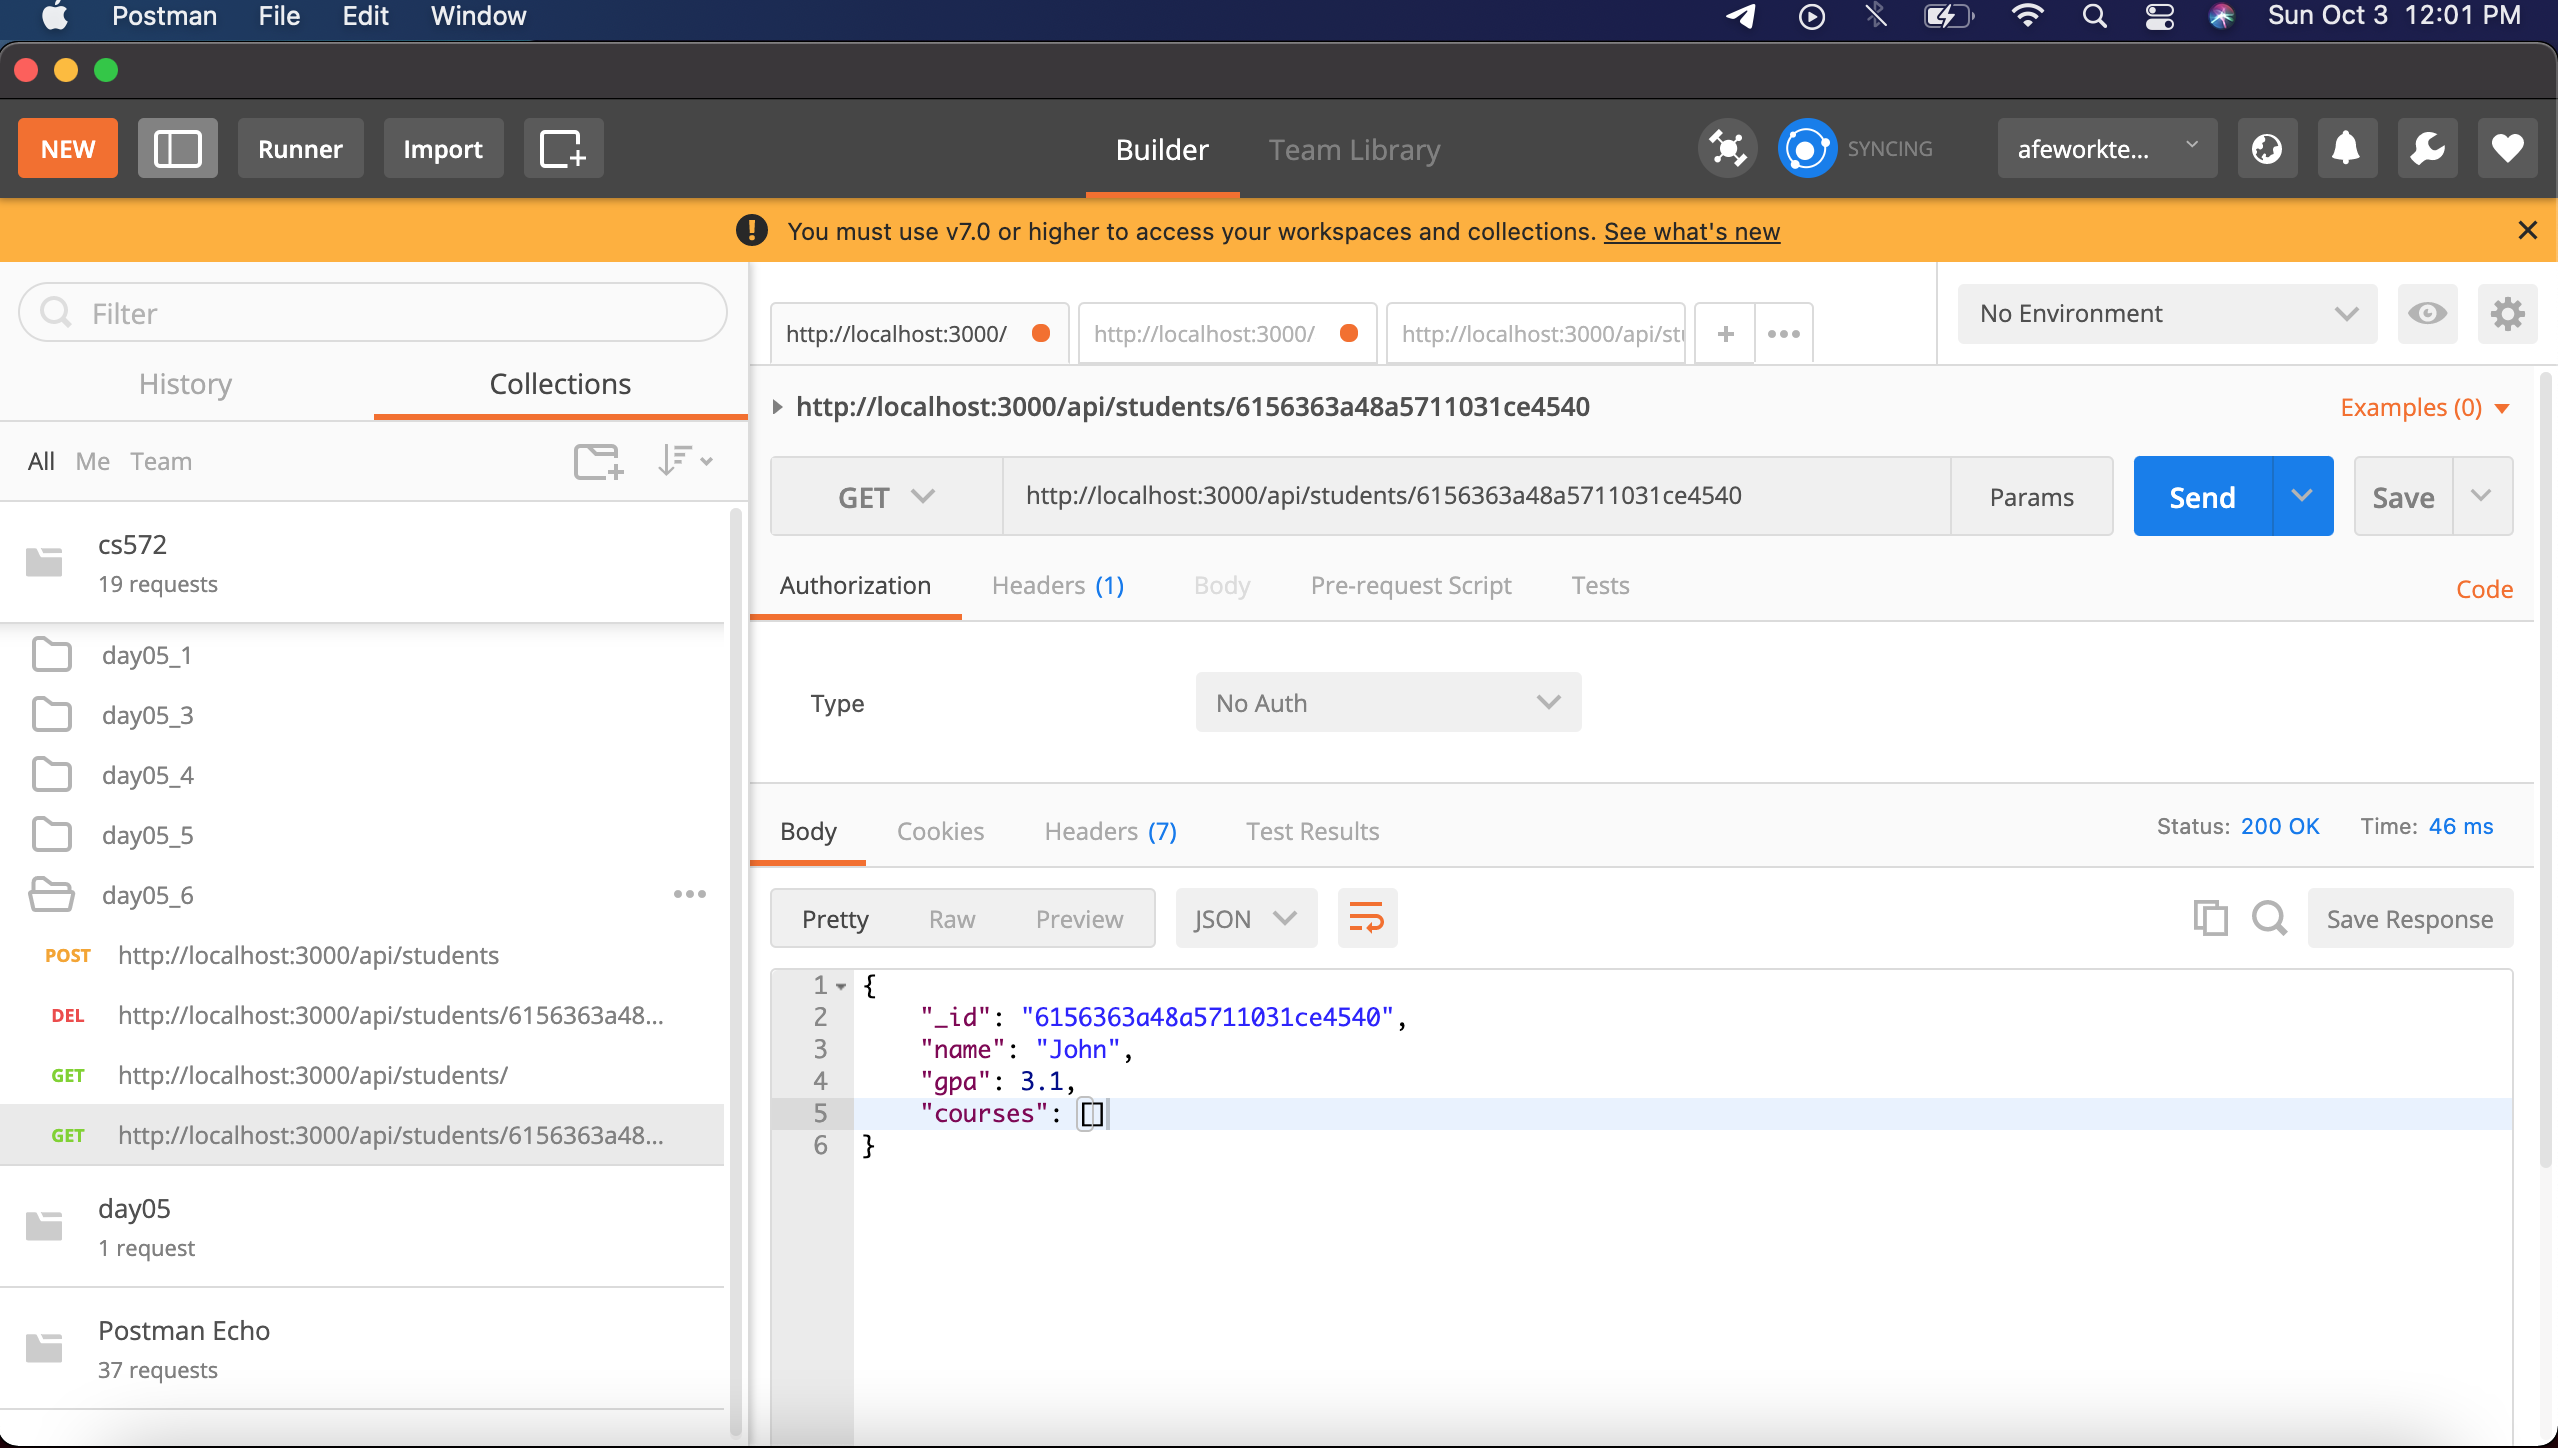 Postman File Edit Window Sun Oct 3 12:01 PM
NEW Runner Import Builder Team Library SYNCING afeworkte...
You must use v7.0 or higher to access your workspaces and collections. See what's new
Filter
History Collections
All Me Team
cs572
19 requests
day05_1
day05_3
day05_4
day05_5
day05_6
POST http://localhost:3000/api/students
DEL http://localhost:3000/api/students/6156363a48...
GET http://localhost:3000/api/students/
GET http://localhost:3000/api/students/6156363a48...
day05
1 request
Postman Echo
37 requests
http://localhost:3000/ http://localhost:3000/ http://localhost:3000/api/stu
No Environment
http://localhost:3000/api/students/6156363a48a5711031ce4540
Examples (0)
GET http://localhost:3000/api/students/6156363a48a5711031ce4540 Params Send Save
Authorization Headers (1) Body Pre-request Script Tests Code
Type No Auth
Body Cookies Headers (7) Test Results Status: 200 OK Time: 46 ms
Pretty Raw Preview JSON Save Response
1 {
2 "_id": "6156363a48a5711031ce4540",
3 "name": "John",
4 "gpa": 3.1,
5 "courses": []
6 }